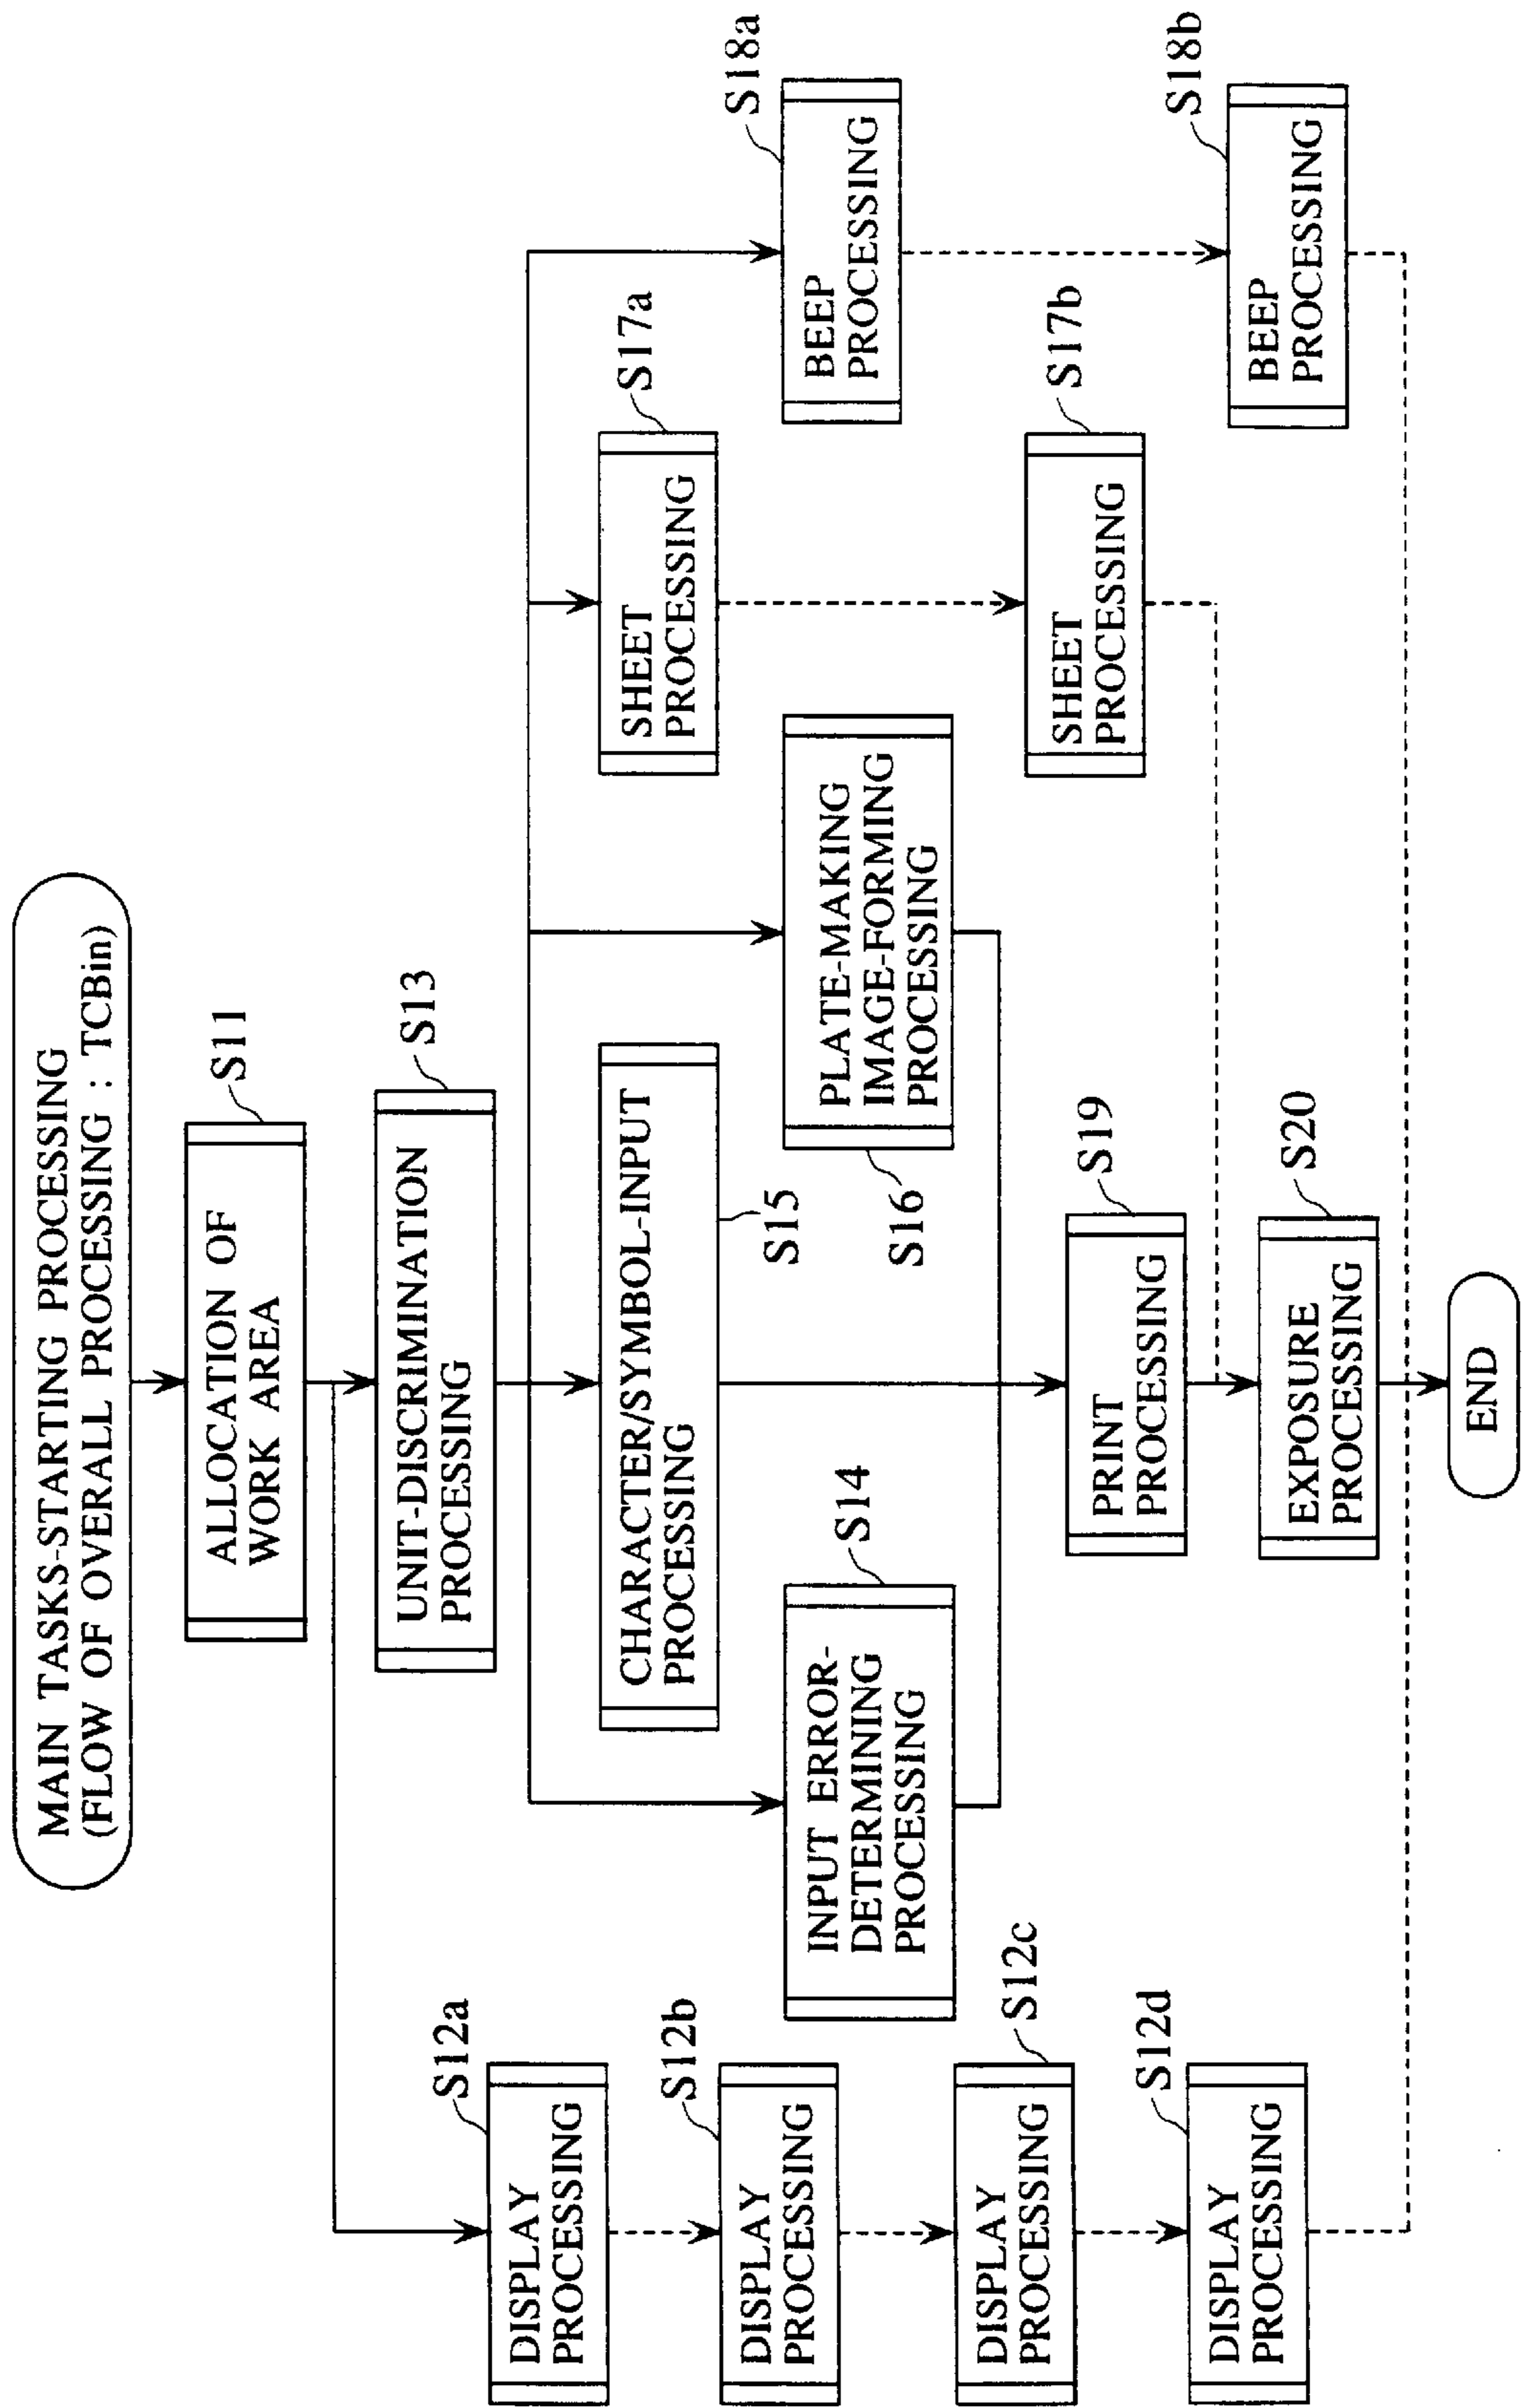 MAIN TASKS-STARTING PROCESSING
(FLOW OF OVERALL PROCESSING : TCBin)
S11
ALLOCATION OF
WORK AREA
S13
UNIT-DISCRIMINATION
PROCESSING
S12a
DISPLAY
PROCESSING
S12b
DISPLAY
PROCESSING
S12c
DISPLAY
PROCESSING
S12d
DISPLAY
PROCESSING
S14
INPUT ERROR-
DETERMINING
PROCESSING
CHARACTER/SYMBOL-INPUT
PROCESSING
S15
PLATE-MAKING
IMAGE-FORMING
PROCESSING
S16
S17a
SHEET
PROCESSING
S17b
SHEET
PROCESSING
S18a
BEEP
PROCESSING
S18b
BEEP
PROCESSING
S19
PRINT
PROCESSING
S20
EXPOSURE
PROCESSING
END